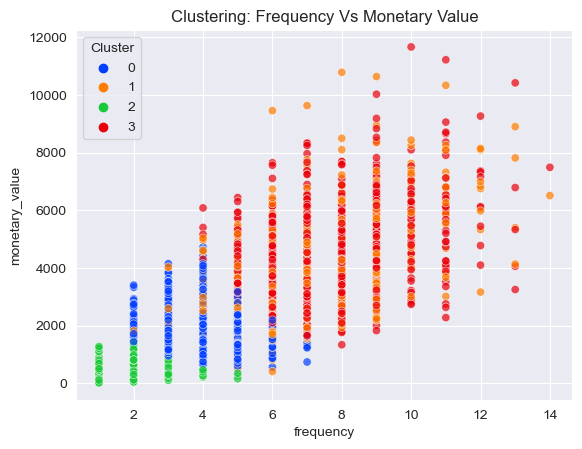 Clustering: Frequency Vs Monetary Value
Cluster
0
1
2
3
12000
10000
8000
6000
4000
2000
0
monetary_value
2 4 6 8 10 12 14
frequency